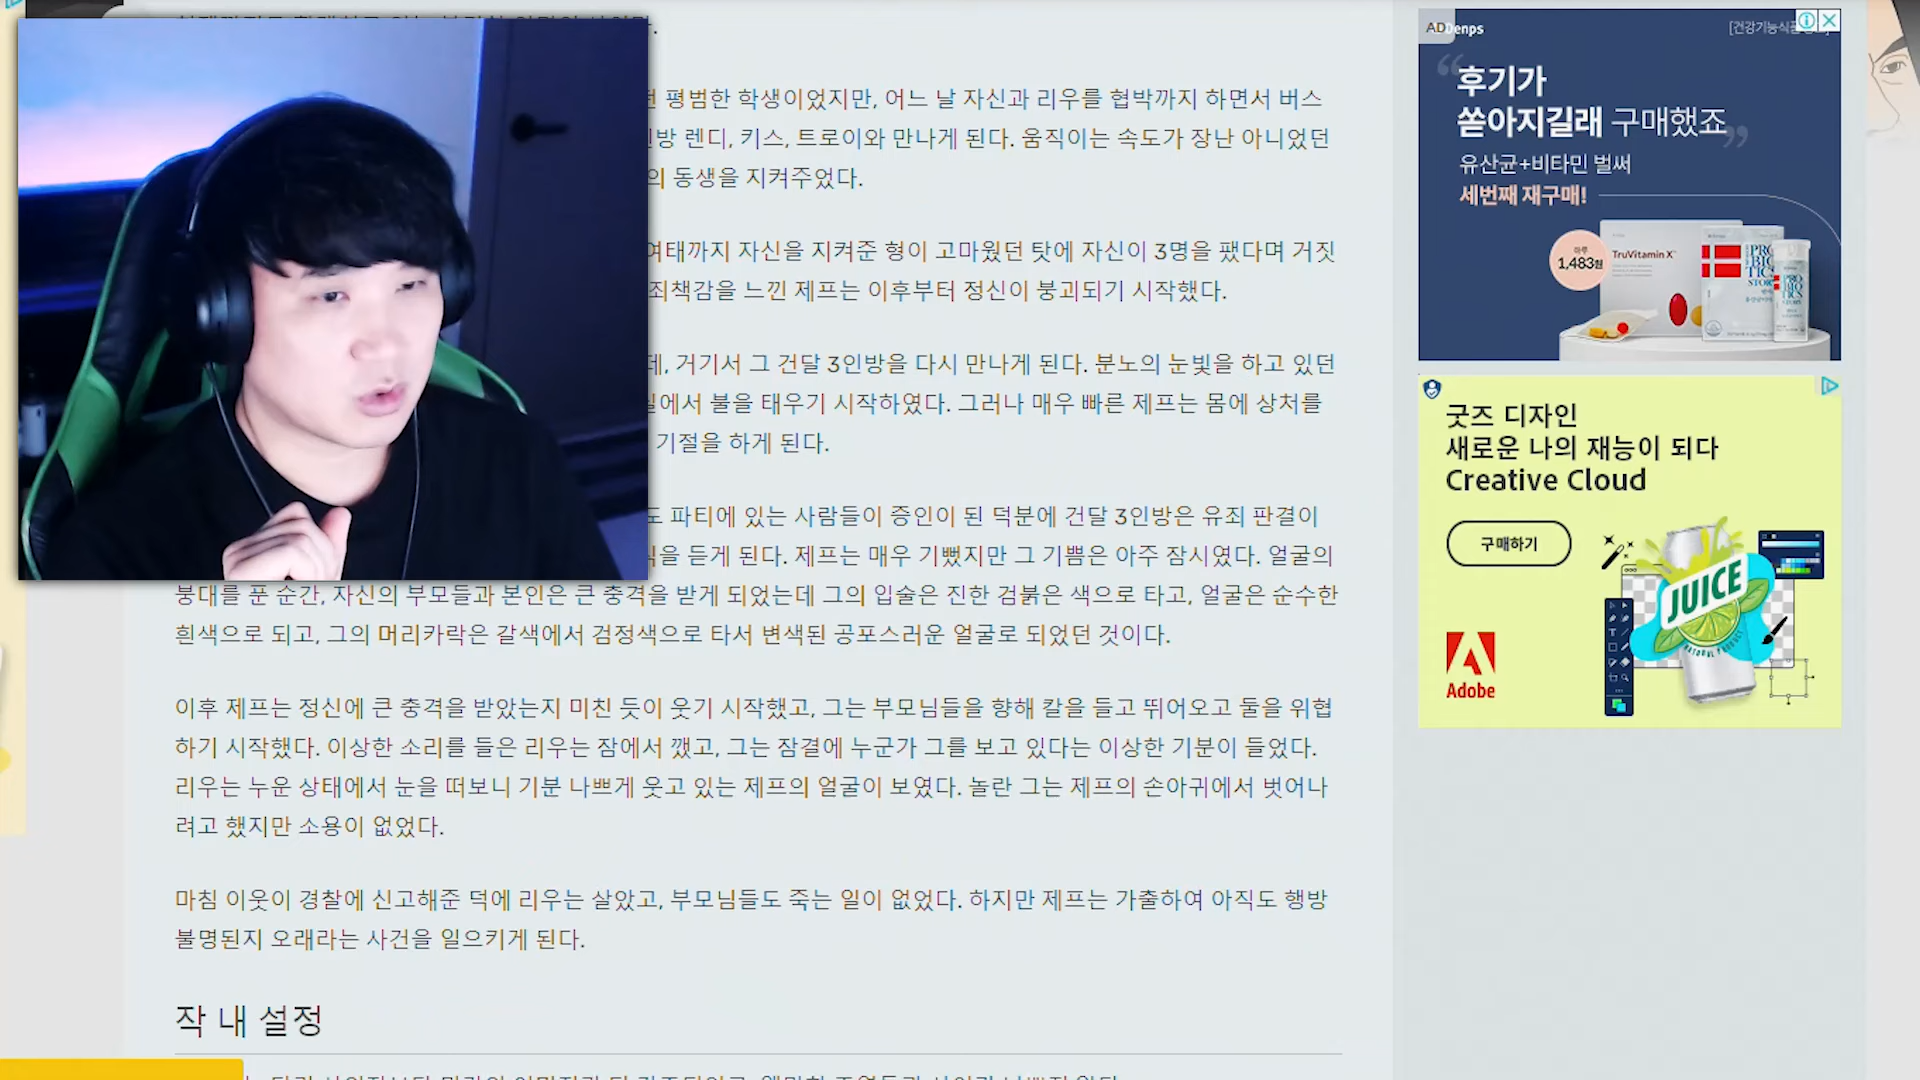 평범한 학생이었지만, 어느 날 자신과 리우를 협박까지 하면서 버스
인방 렌디, 키스, 트로이와 만나게 된다. 움직이는 속도가 장난 아니었던
의 동생을 지켜주었다.
여태까지 자신을 지켜준 형이 고마웠던 탓에 자신이 3명을 팼다며 거짓
죄책감을 느낀 제프는 이후부터 정신이 붕괴되기 시작했다.
데, 거기서 그 건달 3인방을 다시 만나게 된다. 분노의 눈빛을 하고 있던
실에서 불을 태우기 시작하였다. 그러나 매우 빠른 제프는 몸에 상처를
기절을 하게 된다.
도 파티에 있는 사람들이 증인이 된 덕분에 건달 3인방은 유죄 판결이
식을 듣게 된다. 제프는 매우 기뻤지만 그 기쁨은 아주 잠시였다. 얼굴의
붕대를 푼 순간, 자신의 부모들과 본인은 큰 충격을 받게 되었는데 그의 입술은 진한 검붉은 색으로 타고, 얼굴은 순수한
흰색으로 되고, 그의 머리카락은 갈색에서 검정색으로 타서 변색된 공포스러운 얼굴로 되었던 것이다.
이후 제프는 정신에 큰 충격을 받았는지 미친 듯이 웃기 시작했고, 그는 부모님들을 향해 칼을 들고 뛰어오고 둘을 위협
하기 시작했다. 이상한 소리를 들은 리우는 잠에서 깼고, 그는 잠결에 누군가 그를 보고 있다는 이상한 기분이 들었다.
리우는 누운 상태에서 눈을 떠보니 기분 나쁘게 웃고 있는 제프의 얼굴이 보였다. 놀란 그는 제프의 손아귀에서 벗어나
려고 했지만 소용이 없었다.
마침 이웃이 경찰에 신고해준 덕에 리우는 살았고, 부모님들도 죽는 일이 없었다. 하지만 제프는 가출하여 아직도 행방
불명된지 오래라는 사건을 일으키게 된다.
작 내 설정
AD Denps
[건강기능식품
“후기가
쏟아지길래 구매했죠”
유산균+비타민 벌써
세번째 재구매!
하루
1,483원
TruVitamin X
PRO
BIO
TICS
STORY
PRO
BIO
TICS
굿즈 디자인
새로운 나의 재능이 되다
Creative Cloud
구매하기
JUICE
NATURAL PRODUCT
Adobe